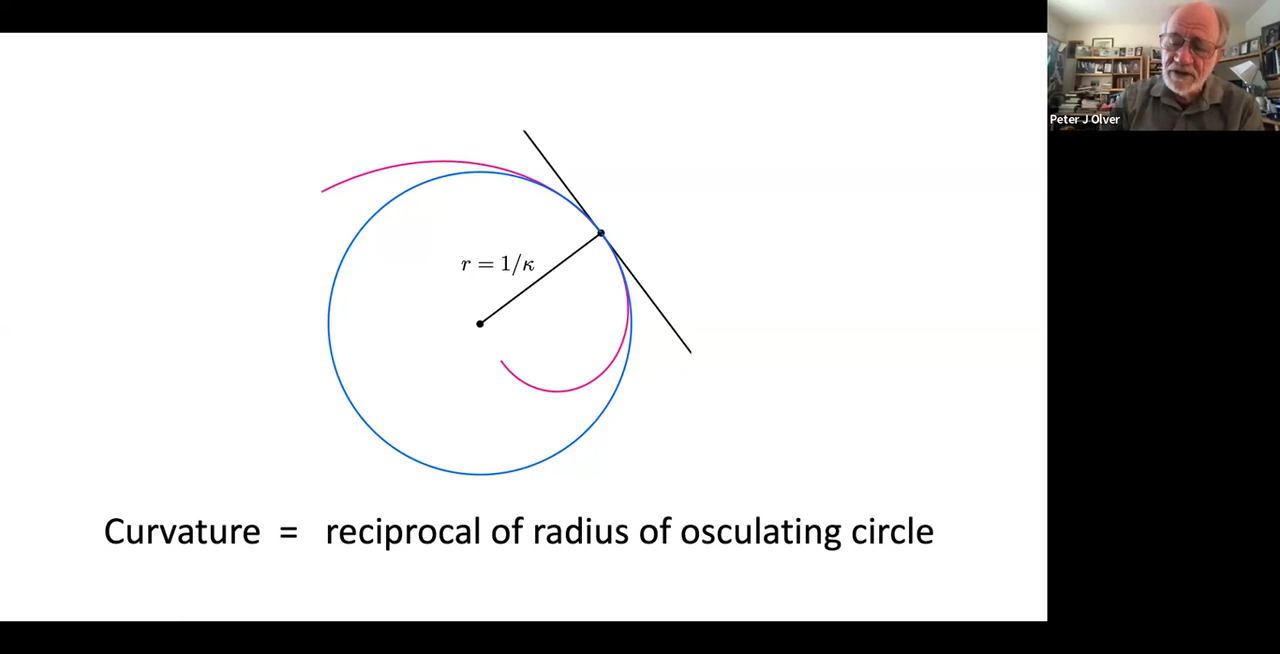 Peter J Olver
r = 1/κ
Curvature = reciprocal of radius of osculating circle